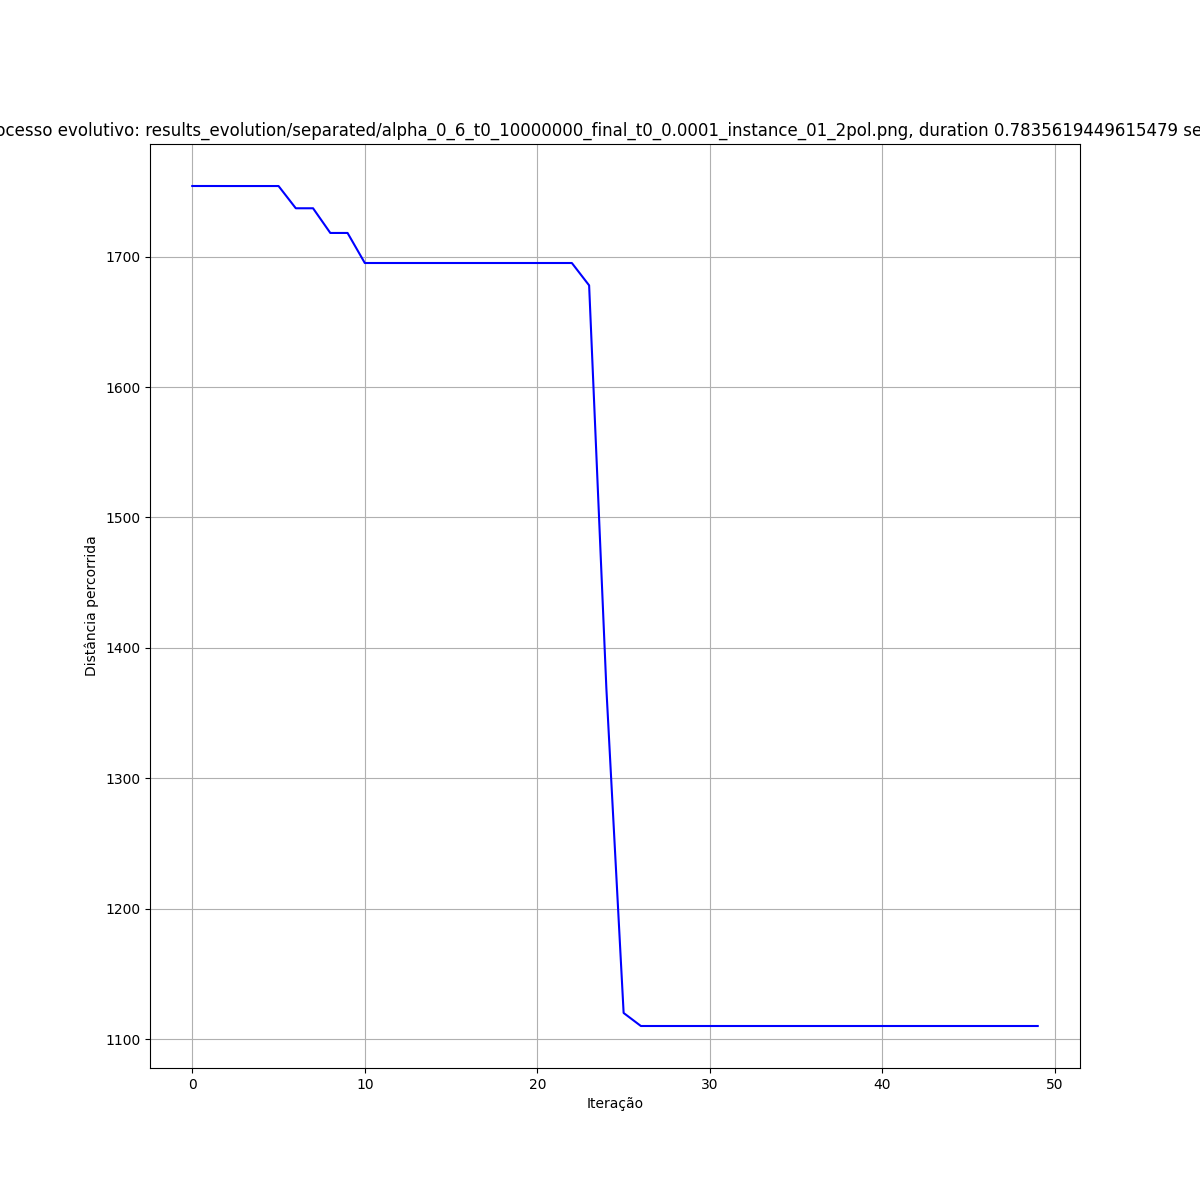 ocesso evolutivo: results_evolution/separated/alpha_0_6_t0_10000000_final_t0_0.0001_instance_01_2pol.png, duration 0.7835619449615479 se
1700
1600
1500
1400
1300
1200
1100
Distância percorrida
0 10 20 30 40 50
Iteração